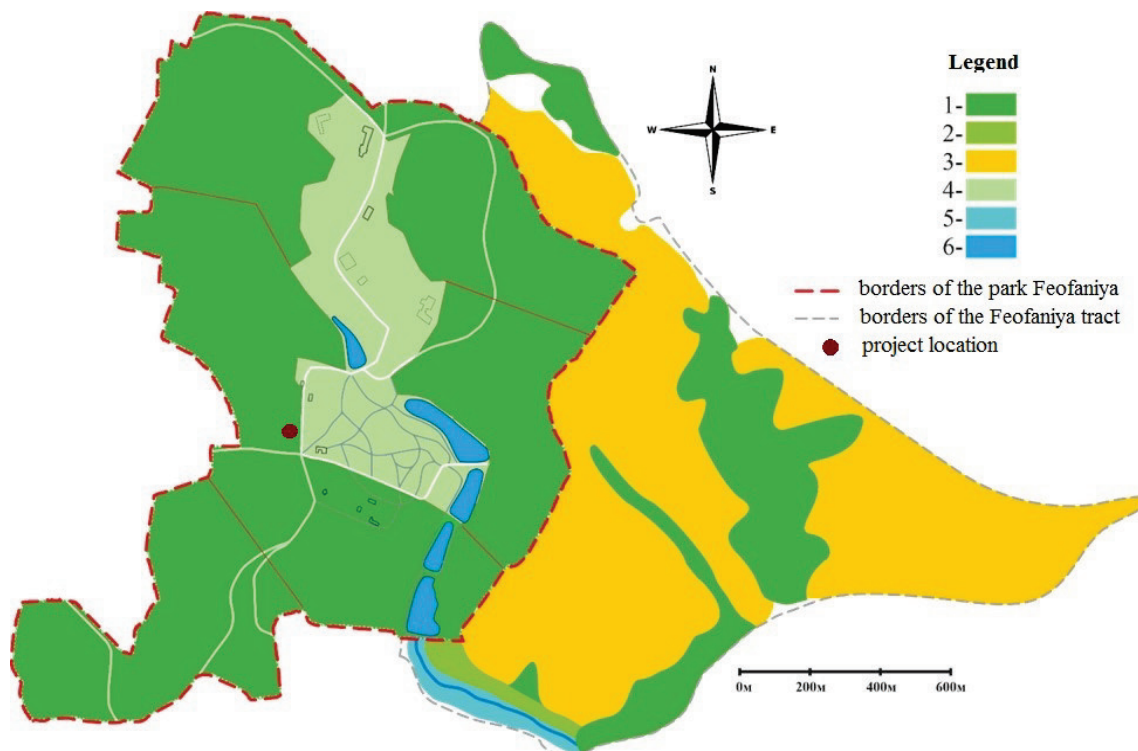 N
W E
S
Legend
1-
2-
3-
4-
5-
6-
borders of the park Feofaniya
borders of the Feofaniya tract
project location
0м 200м 400м 600м